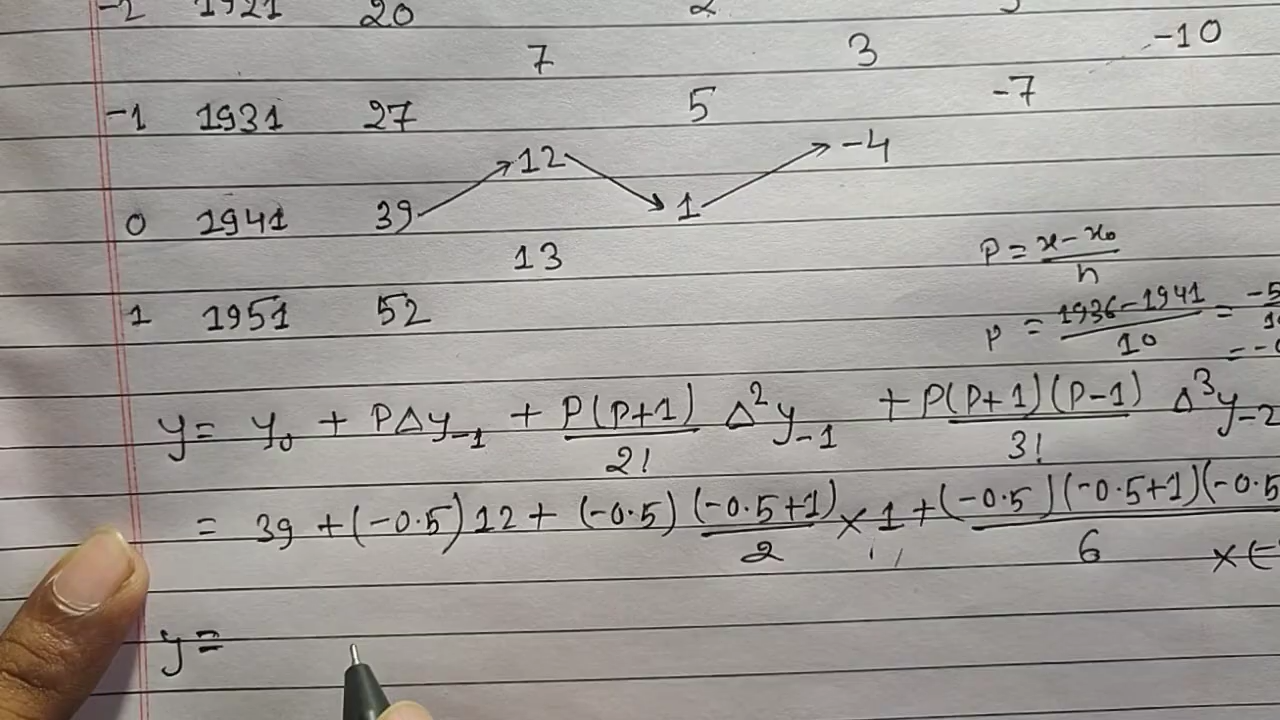 -2 1921 20 2
7 3 -10
-1 1931 27 5 -7
12 -4
0 1941 39 1
13
P = x - x₀ / h
1 1951 52
P = 1936 - 1941 / 10 = -5
= -
y = y₀ + PΔy₋₁ + P(P+1) / 2! Δ²y₋₁ + P(P+1)(P-1) / 3! Δ³y₋₂
= 39 + (-0.5) 12 + (-0.5) (-0.5+1) / 2 × 1 + (-0.5) (-0.5+1) (-0.5 / 6 × (-
y =